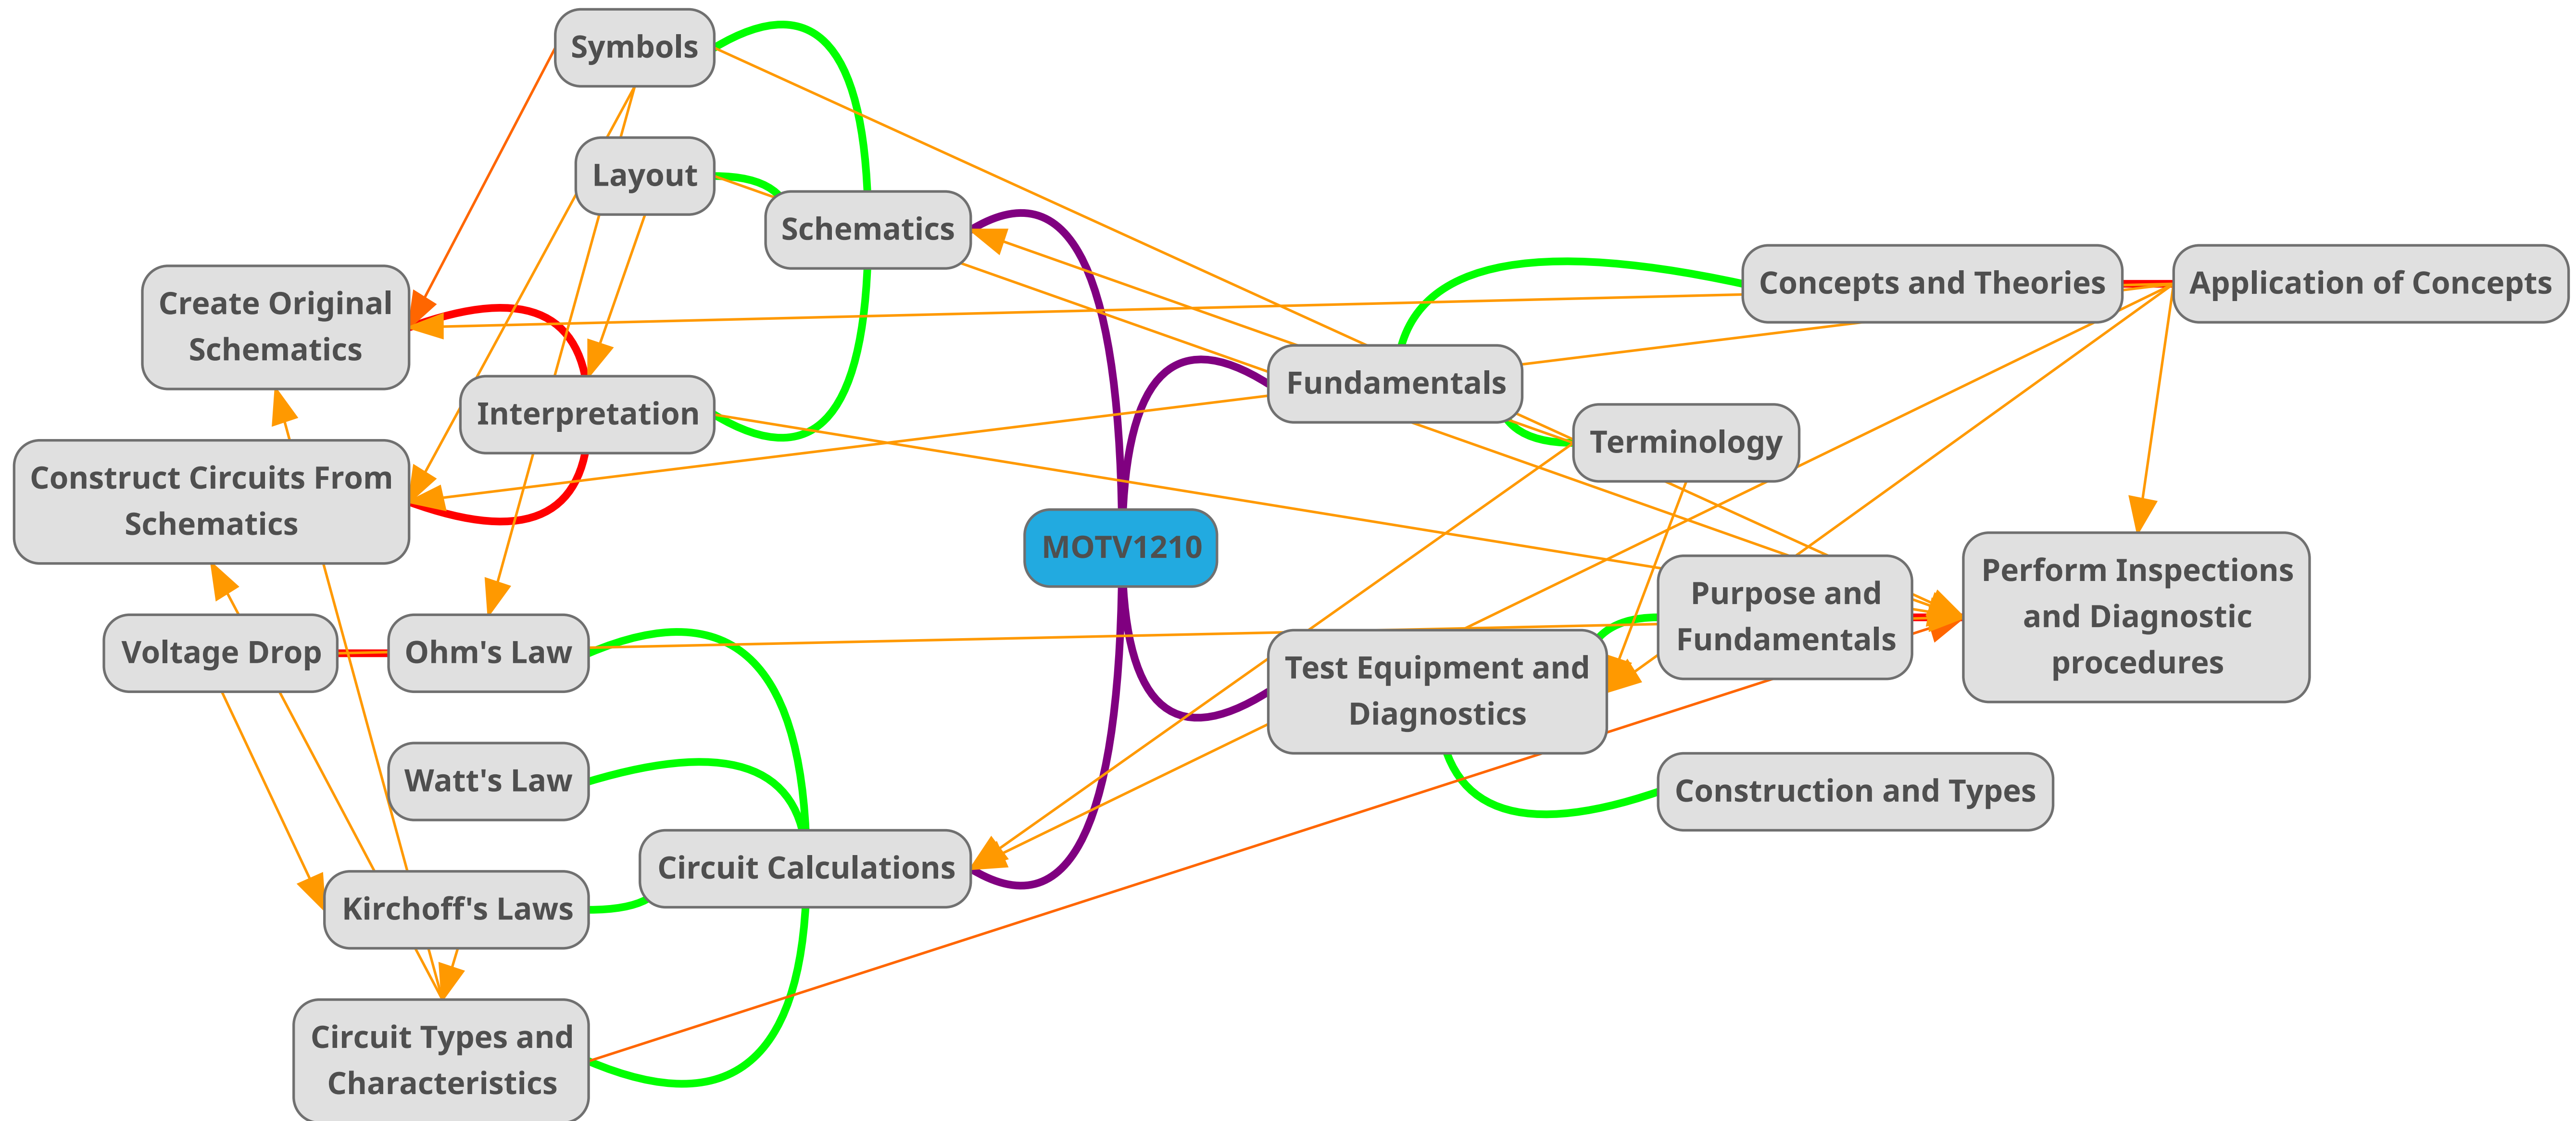 Symbols
Layout
Schematics
Create Original
Schematics
Interpretation
Construct Circuits From
Schematics
Voltage Drop
Ohm's Law
Watt's Law
Circuit Calculations
Kirchoff's Laws
Circuit Types and
Characteristics
MOTV1210
Concepts and Theories
Application of Concepts
Fundamentals
Terminology
Purpose and
Fundamentals
Perform Inspections
and Diagnostic
procedures
Test Equipment and
Diagnostics
Construction and Types